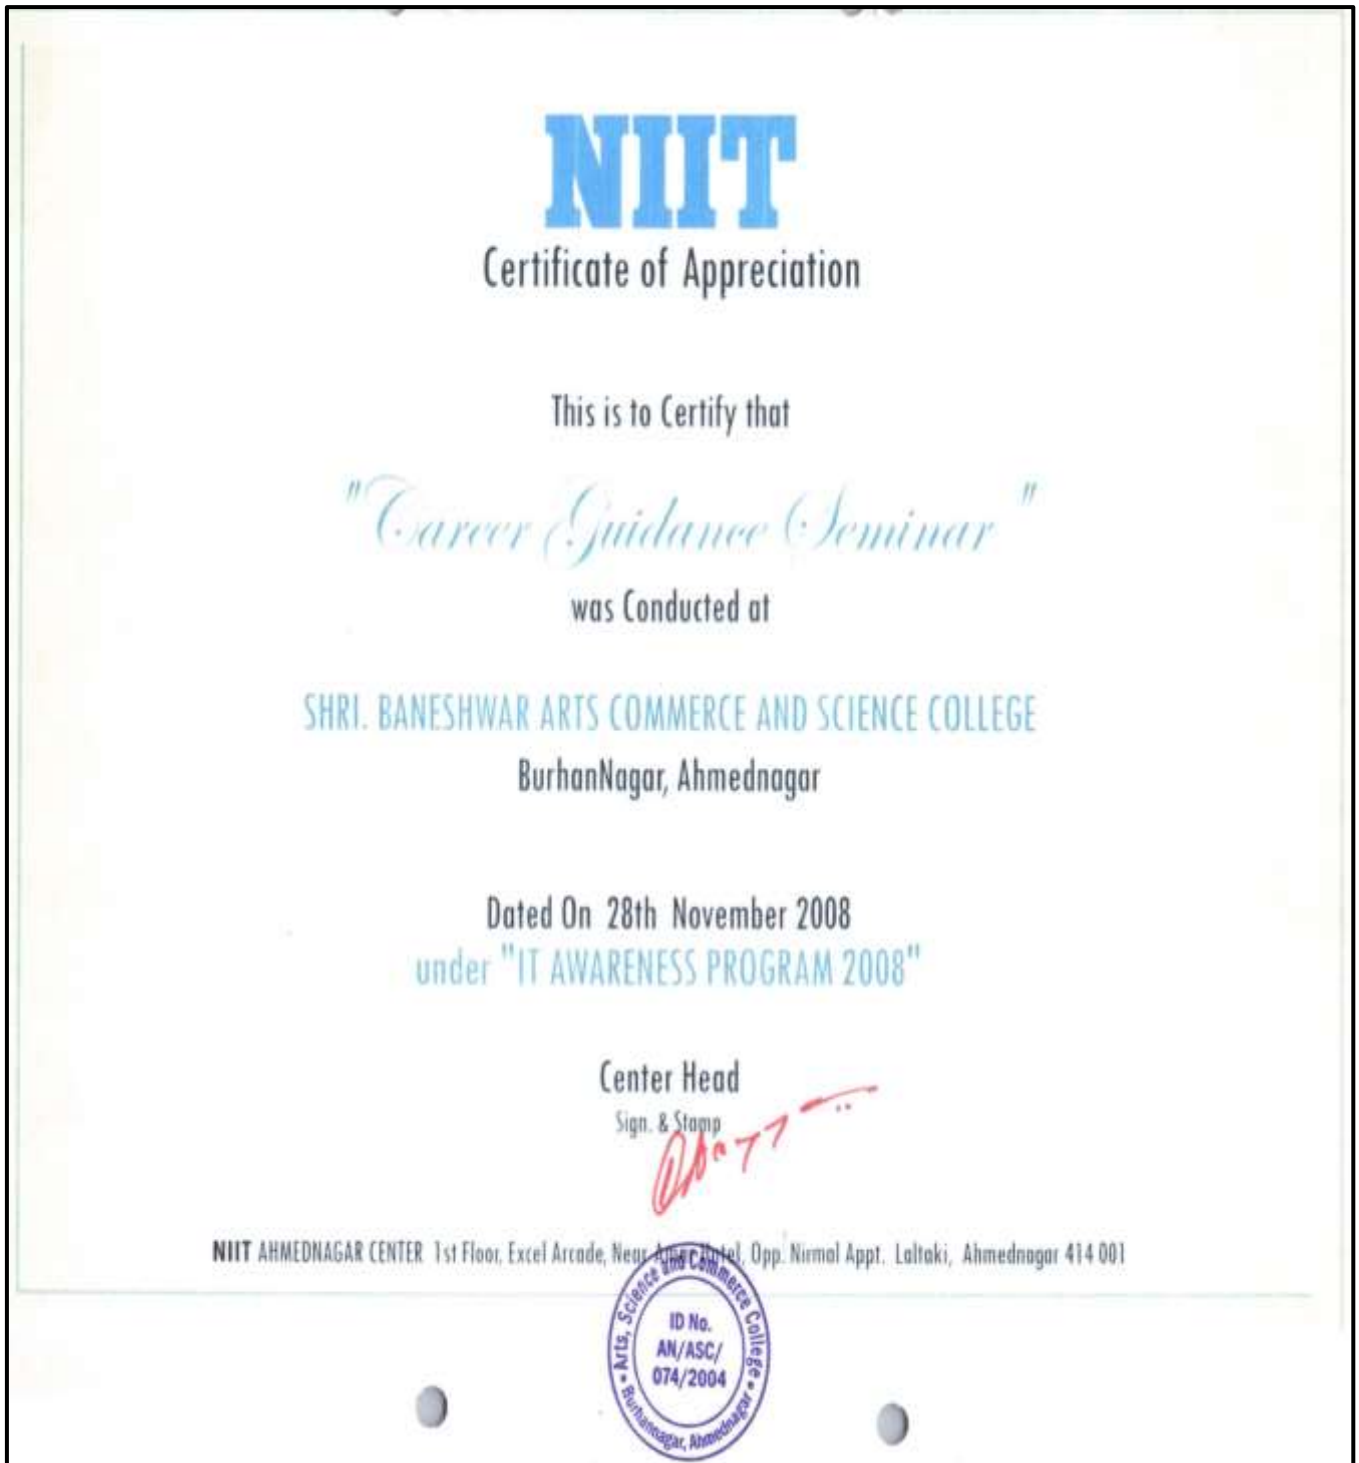 NIIT
Certificate of Appreciation
This is to Certify that
"Career Guidance Seminar"
was Conducted at
SHRI. BANESHWAR ARTS COMMERCE AND SCIENCE COLLEGE
BurhanNagar, Ahmednagar
Dated On 28th November 2008
under "IT AWARENESS PROGRAM 2008"
Center Head
Sign. & Stamp
NIIT AHMEDNAGAR CENTER 1st Floor, Excel Arcade, Near Hotel, Opp. Nirmal Appt. Laltaki, Ahmednagar 414 001
Arts, Science and Commerce College
ID No.
AN/ASC/
074/2004
Burhannagar, Ahmednagar